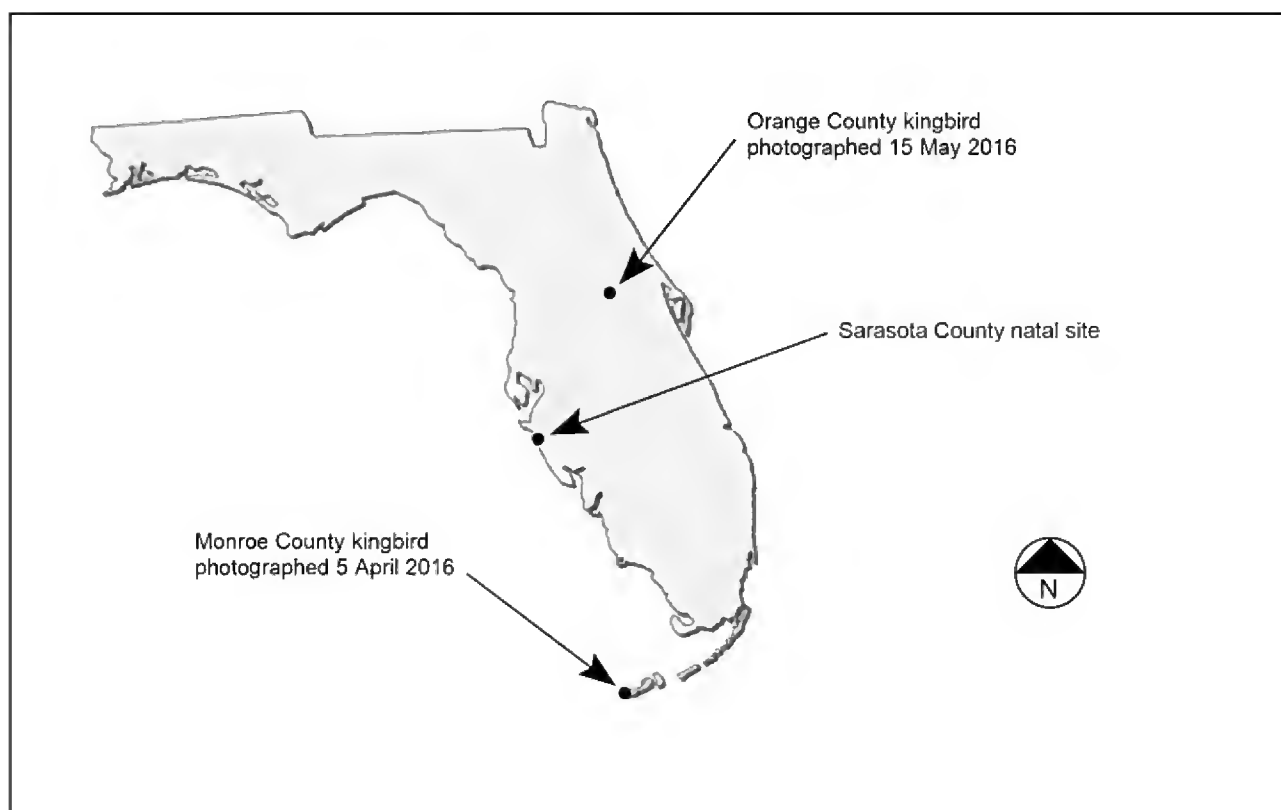 Orange County kingbird
photographed 15 May 2016
Sarasota County natal site
Monroe County kingbird
photographed 5 April 2016
N